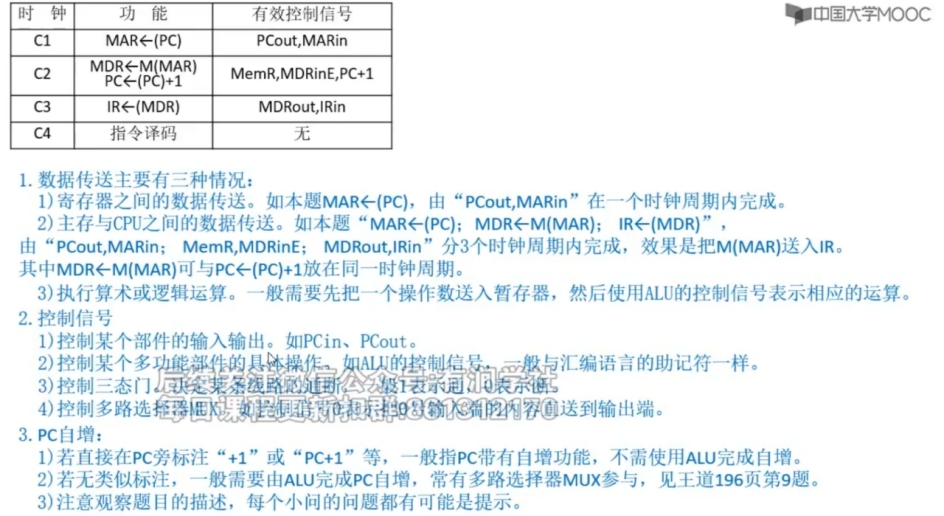 中国大学MOOC
时 钟 功 能 有效控制信号
C1 MAR←(PC) PCout,MARin
C2 MDR←M(MAR) PC←(PC)+1 MemR,MDRinE,PC+1
C3 IR←(MDR) MDRout,IRin
C4 指令译码 无
1. 数据传送主要有三种情况：
1)寄存器之间的数据传送。如本题MAR←(PC)，由“PCout,MARin”在一个时钟周期内完成。
2)主存与CPU之间的数据传送。如本题“MAR←(PC)； MDR←M(MAR)； IR←(MDR)”，
由“PCout,MARin； MemR,MDRinE； MDRout,IRin”分3个时钟周期内完成，效果是把M(MAR)送入IR。
其中MDR←M(MAR)可与PC←(PC)+1放在同一时钟周期。
3)执行算术或逻辑运算。一般需要先把一个操作数送入暂存器，然后使用ALU的控制信号表示相应的运算。
2. 控制信号
1)控制某个部件的输入输出。如PCin、PCout。
2)控制某个多功能部件的具体操作。如ALU的控制信号，一般与汇编语言的助记符一样。
3)控制三态门，决定某条线路的通断。一般1表示通，0表示断。
4)控制多路选择器MUX。如控制信号0表示把0号输入端的内容可送到输出端。
3. PC自增：
1)若直接在PC旁标注“+1”或“PC+1”等，一般指PC带有自增功能，不需使用ALU完成自增。
2)若无类似标注，一般需要由ALU完成PC自增，常有多路选择器MUX参与，见王道196页第9题。
3)注意观察题目的描述，每个小问的问题都有可能是提示。